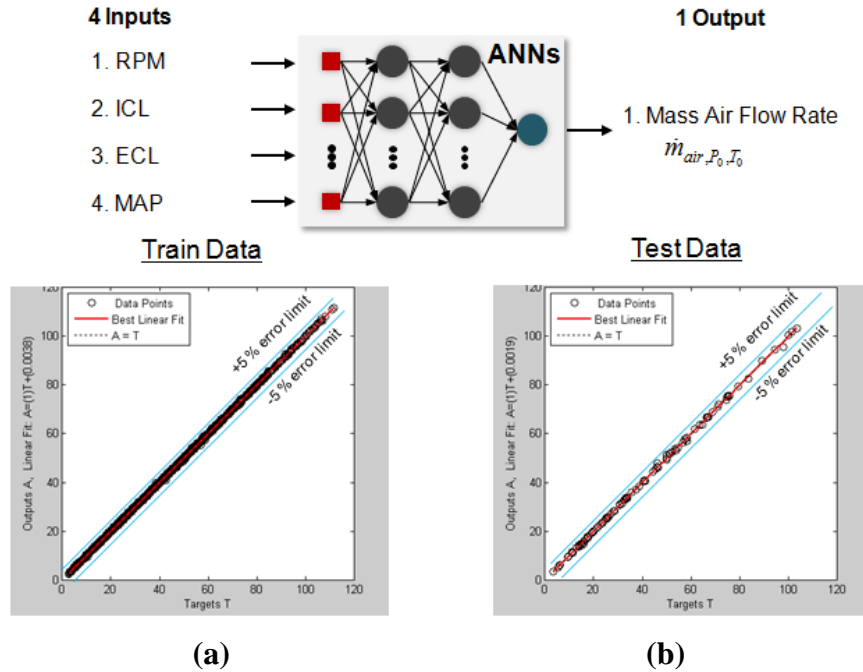 4 Inputs
1 Output
1. RPM
2. ICL
3. ECL
4. MAP
ANNs
1. Mass Air Flow Rate
ṁ_{air, P_0, T_0}
Train Data
Test Data
Outputs A, Linear Fit: A=(1)T+(0.0038)
120
100
80
60
40
20
0
Data Points
Best Linear Fit
A = T
+5 % error limit
-5 % error limit
0 20 40 60 80 100 120
Targets T
Outputs A, Linear Fit: A=(1)T+(0.0019)
120
100
80
60
40
20
0
Data Points
Best Linear Fit
A = T
+5 % error limit
-5 % error limit
0 20 40 60 80 100 120
Targets T
(a)
(b)